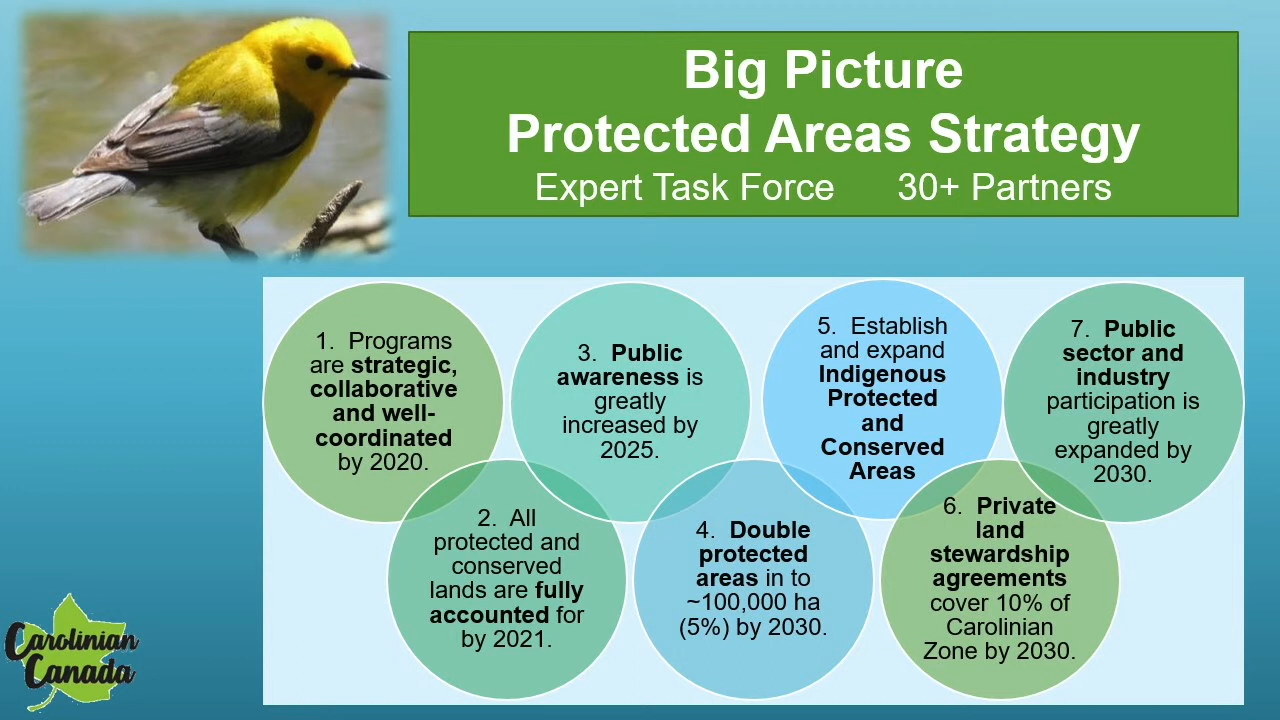 Big Picture
Protected Areas Strategy
Expert Task Force 30+ Partners
1. Programs
are strategic,
collaborative
and well-
coordinated
by 2020.
2. All
protected and
conserved
lands are fully
accounted for
by 2021.
3. Public
awareness is
greatly
increased by
2025.
4. Double
protected
areas in to
~100,000 ha
(5%) by 2030.
5. Establish
and expand
Indigenous
Protected
and
Conserved
Areas
6. Private
land
stewardship
agreements
cover 10% of
Carolinian
Zone by 2030.
7. Public
sector and
industry
participation is
greatly
expanded by
2030.
Carolinian
Canada